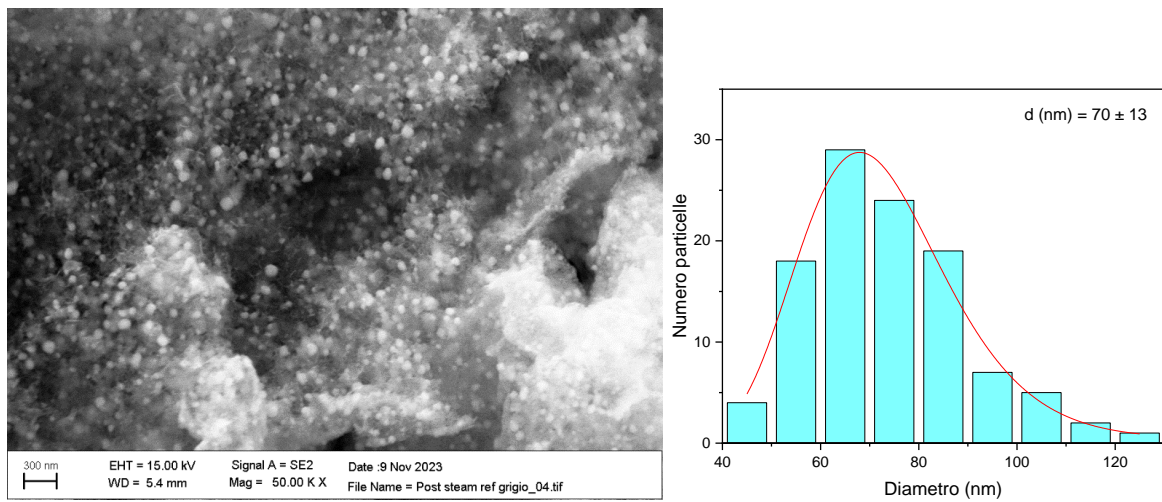 300 nm
EHT = 15.00 kV
Signal A = SE2
Date :9 Nov 2023
WD = 5.4 mm
Mag = 50.00 K X
File Name = Post steam ref grigio_04.tif
d (nm) = 70 ± 13
Numero particelle
30
20
10
0
40
60
80
100
120
Diametro (nm)